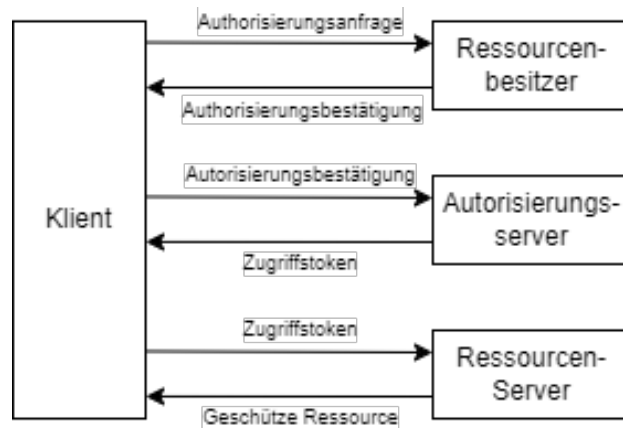 Authorisierungsanfrage
Ressourcen-
besitzer
Authorisierungsbestätigung
Klient
Autorisierungsbestätigung
Autorisierungs-
server
Zugriffstoken
Zugriffstoken
Ressourcen-
Server
Geschütze Ressource